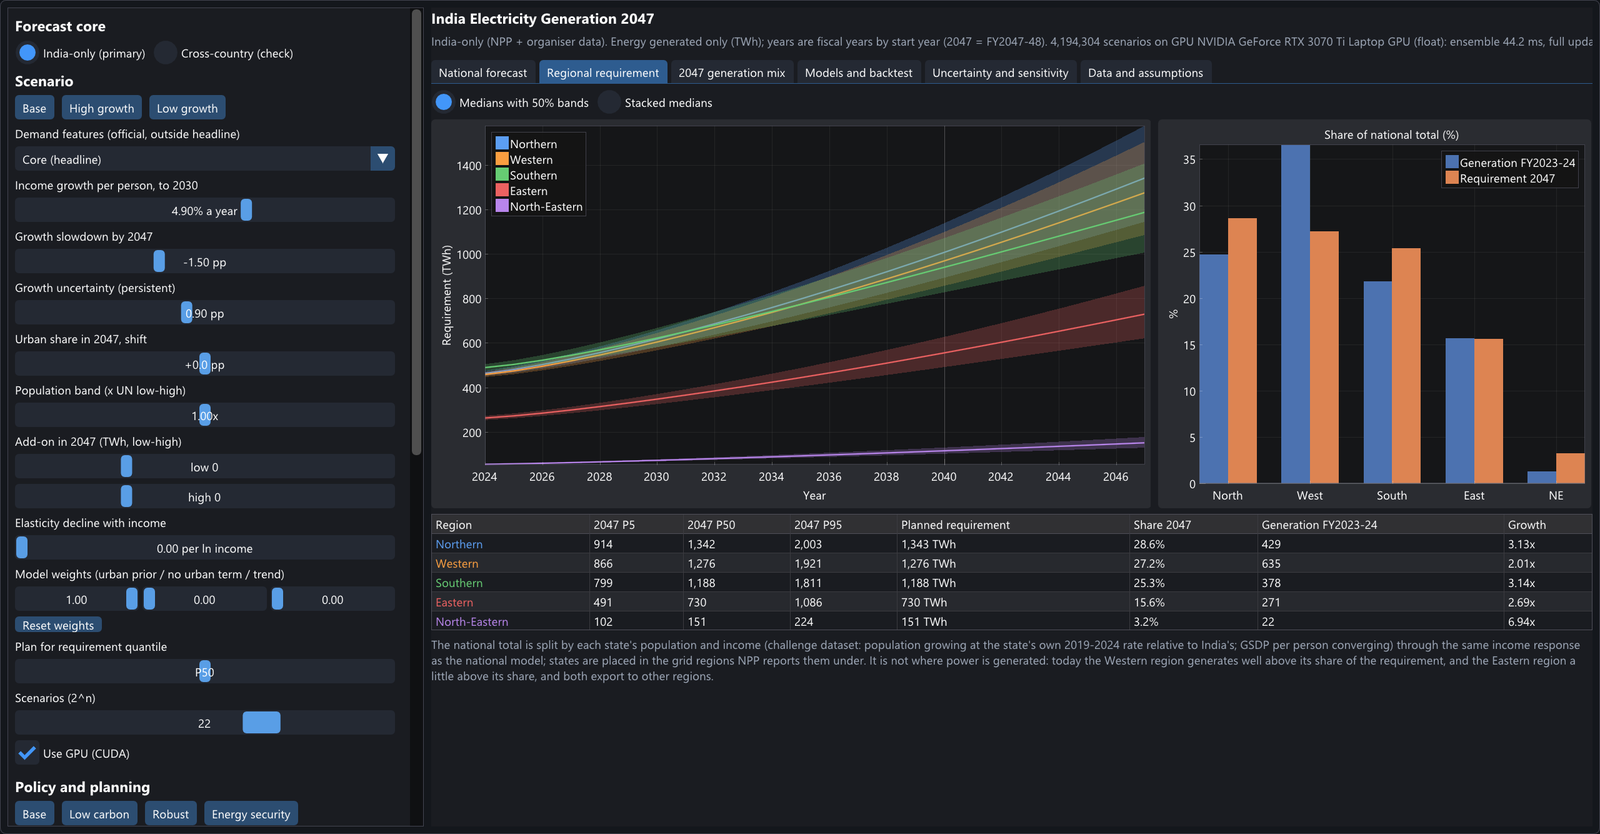 Forecast core
India-only (primary)
Cross-country (check)
Scenario
Base
High growth
Low growth
Demand features (official, outside headline)
Core (headline)
Income growth per person, to 2030
4.90% a year
Growth slowdown by 2047
-1.50 pp
Growth uncertainty (persistent)
0.90 pp
Urban share in 2047, shift
+0.0 pp
Population band (x UN low-high)
1.00x
Add-on in 2047 (TWh, low-high)
low 0
high 0
Elasticity decline with income
0.00 per ln income
Model weights (urban prior / no urban term / trend)
1.00 0.00 0.00
Reset weights
Plan for requirement quantile
P50
Scenarios (2^n)
22
Use GPU (CUDA)
Policy and planning
Base
Low carbon
Robust
Energy security
India Electricity Generation 2047
India-only (NPP + organiser data). Energy generated only (TWh); years are fiscal years by start year (2047 = FY2047-48). 4,194,304 scenarios on GPU NVIDIA GeForce RTX 3070 Ti Laptop GPU (float): ensemble 44.2 ms, full upda
National forecast
Regional requirement
2047 generation mix
Models and backtest
Uncertainty and sensitivity
Data and assumptions
Medians with 50% bands
Stacked medians
Northern
Western
Southern
Eastern
North-Eastern
Requirement (TWh)
1400
1200
1000
800
600
400
200
2024 2026 2028 2030 2032 2034 2036 2038 2040 2042 2044 2046
Year
Share of national total (%)
Generation FY2023-24
Requirement 2047
%
35
30
25
20
15
10
5
0
North West South East NE
Region 2047 P5 2047 P50 2047 P95 Planned requirement Share 2047 Generation FY2023-24 Growth
Northern 914 1,342 2,003 1,343 TWh 28.6% 429 3.13x
Western 866 1,276 1,921 1,276 TWh 27.2% 635 2.01x
Southern 799 1,188 1,811 1,188 TWh 25.3% 378 3.14x
Eastern 491 730 1,086 730 TWh 15.6% 271 2.69x
North-Eastern 102 151 224 151 TWh 3.2% 22 6.94x
The national total is split by each state's population and income (challenge dataset: population growing at the state's own 2019-2024 rate relative to India's; GSDP per person converging) through the same income response
as the national model; states are placed in the grid regions NPP reports them under. It is not where power is generated: today the Western region generates well above its share of the requirement, and the Eastern region a
little above its share, and both export to other regions.